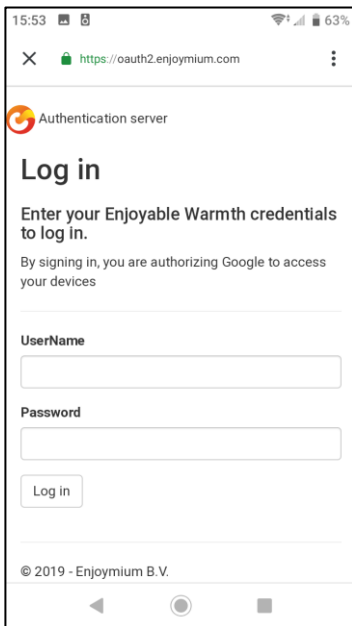 15:53 63%
https://oauth2.enjoymium.com
Authentication server
Log in
Enter your Enjoyable Warmth credentials
to log in.
By signing in, you are authorizing Google to access
your devices
UserName
Password
Log in
© 2019 - Enjoymium B.V.